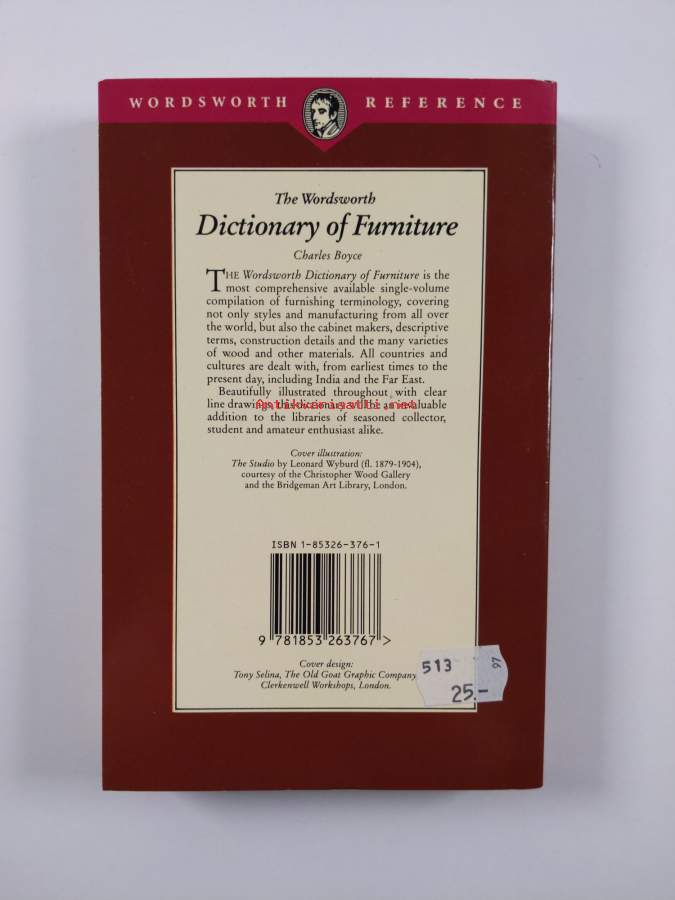 WORDSWORTH REFERENCE
The Wordsworth
Dictionary of Furniture
Charles Boyce
THE Wordsworth Dictionary of Furniture is the
most comprehensive available single-volume
compilation of furnishing terminology, covering
not only styles and manufacturing from all over
the world, but also the cabinet makers, descriptive
terms, construction details and the many varieties
of wood and other materials. All countries and
cultures are dealt with, from earliest times to the
present day, including India and the Far East.
Beautifully illustrated throughout with clear
line drawings, this dictionary will be an invaluable
addition to the libraries of seasoned collector,
student and amateur enthusiast alike.
Cover illustration:
The Studio by Leonard Wyburd (fl. 1879-1904),
courtesy of the Christopher Wood Gallery
and the Bridgeman Art Library, London.
ISBN 1-85326-376-1
9 781853 263767 >
Cover design:
Tony Selina, The Old Goat Graphic Company
Clerkenwell Workshops, London.
513
97
25.-